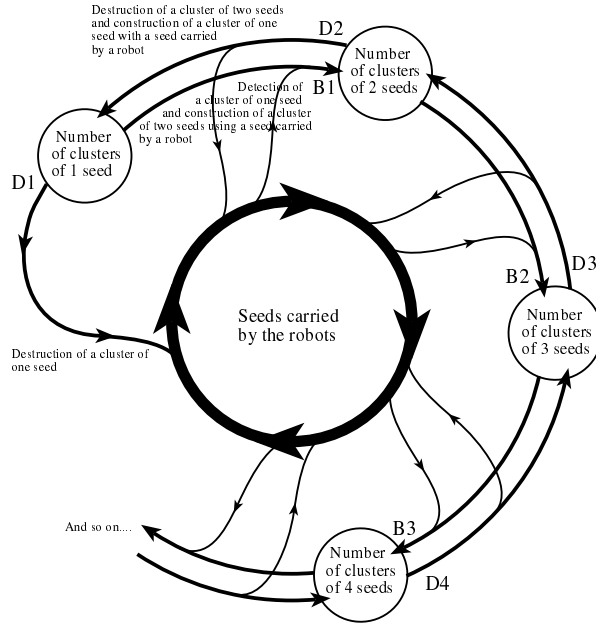 Destruction of a cluster of two seeds
and construction of a cluster of one
seed with a seed carried
by a robot
D2
Number
of clusters
of 2 seeds
B1
Detection of
a cluster of one seed
and construction of a cluster
of two seeds using a seed carried
by a robot
Number
of clusters
of 1 seed
D1
B2
D3
Seeds carried
by the robots
Number
of clusters
of 3 seeds
Destruction of a cluster of
one seed
And so on....
B3
Number
of clusters
of 4 seeds
D4